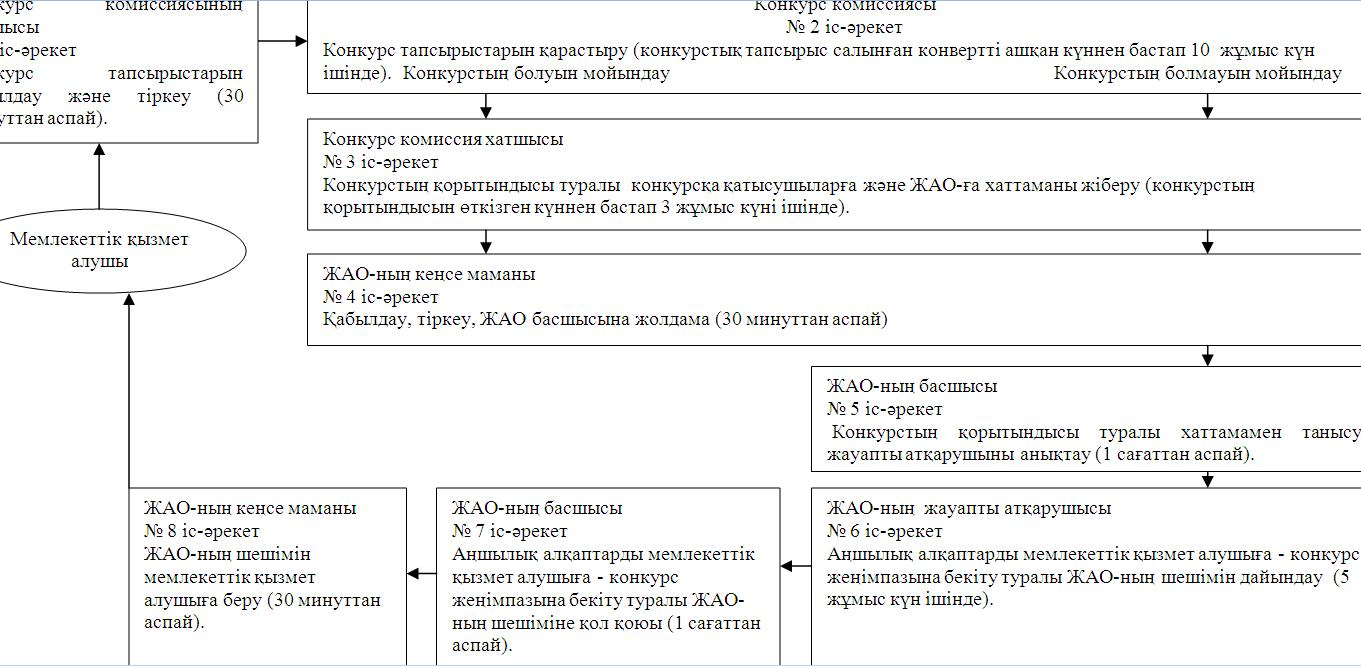 комиссиясының
іс-әрекет
тапсырыстарын
және тіркеу (30
аспай).
Мемлекеттік қызмет
алушы
Конкурс комиссиясы
№ 2 іс-әрекет
Конкурс тапсырыстарын қарастыру (конкурстық тапсырыс салынған конвертті ашқан күннен бастап 10 жұмыс күн
ішінде). Конкурстың болуын мойындау Конкурстың болмауын мойындау
Конкурс комиссия хатшысы
№ 3 іс-әрекет
Конкурстың қорытындысы туралы конкурсқа қатысушыларға және ЖАО-ға хаттаманы жіберу (конкурстың
қорытындысын өткізген күннен бастап 3 жұмыс күні ішінде).
ЖАО-ның кеңсе маманы
№ 4 іс-әрекет
Қабылдау, тіркеу, ЖАО басшысына жолдама (30 минуттан аспай)
ЖАО-ның басшысы
№ 5 іс-әрекет
Конкурстың қорытындысы туралы хаттамамен танысу
жауапты атқарушыны анықтау (1 сағаттан аспай).
ЖАО-ның жауапты атқарушысы
№ 6 іс-әрекет
Аңшылық алқаптарды мемлекеттік қызмет алушыға - конкурс
жеңімпазына бекіту туралы ЖАО-ның шешімін дайындау (5
жұмыс күн ішінде).
ЖАО-ның басшысы
№ 7 іс-әрекет
Аңшылық алқаптарды мемлекеттік
қызмет алушыға - конкурс
жеңімпазына бекіту туралы ЖАО-
ның шешіміне қол қоюы (1 сағаттан
аспай).
ЖАО-ның кеңсе маманы
№ 8 іс-әрекет
ЖАО-ның шешімін
мемлекеттік қызмет
алушыға беру (30 минуттан
аспай).